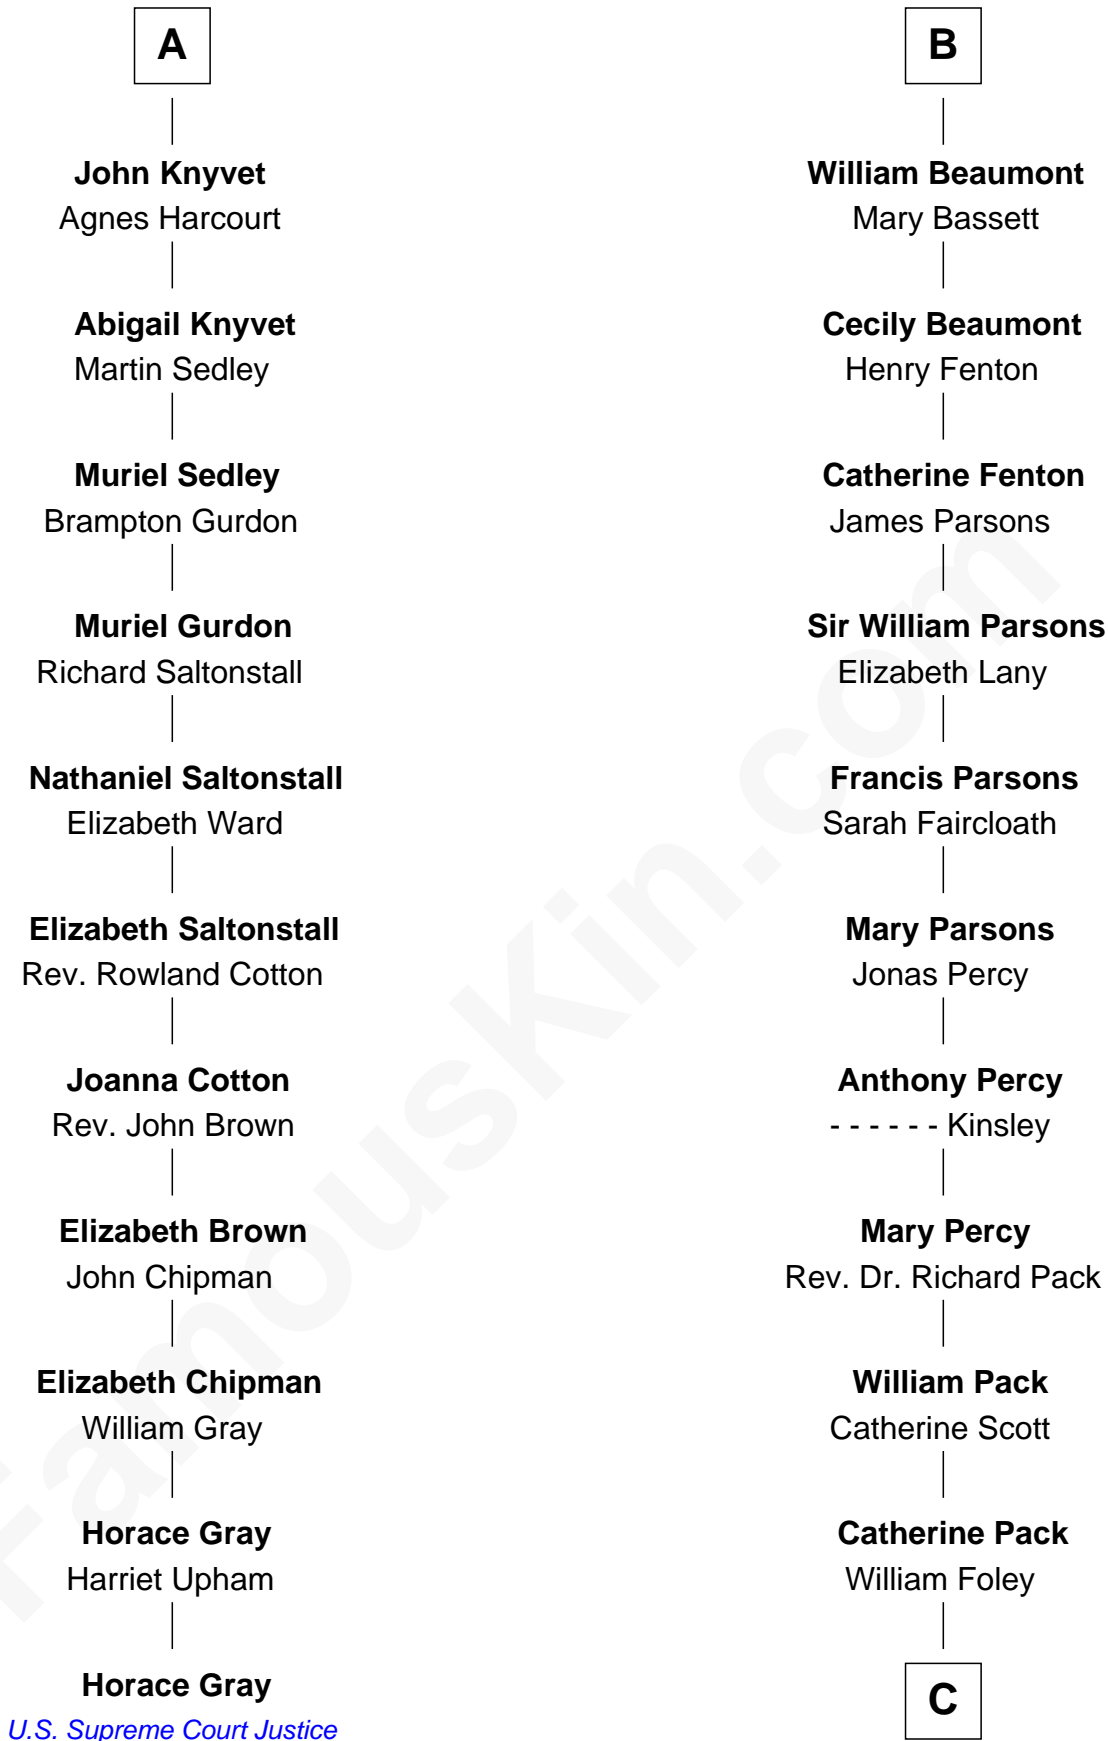 A
John Knyvet
Agnes Harcourt
Abigail Knyvet
Martin Sedley
Muriel Sedley
Brampton Gurdon
Muriel Gurdon
Richard Saltonstall
Nathaniel Saltonstall
Elizabeth Ward
Elizabeth Saltonstall
Rev. Rowland Cotton
Joanna Cotton
Rev. John Brown
Elizabeth Brown
John Chipman
Elizabeth Chipman
William Gray
Horace Gray
Harriet Upham
Horace Gray
U.S. Supreme Court Justice
B
William Beaumont
Mary Bassett
Cecily Beaumont
Henry Fenton
Catherine Fenton
James Parsons
Sir William Parsons
Elizabeth Lany
Francis Parsons
Sarah Faircloath
Mary Parsons
Jonas Percy
Anthony Percy
- - - - - - Kinsley
Mary Percy
Rev. Dr. Richard Pack
William Pack
Catherine Scott
Catherine Pack
William Foley
C
FamousKin.com